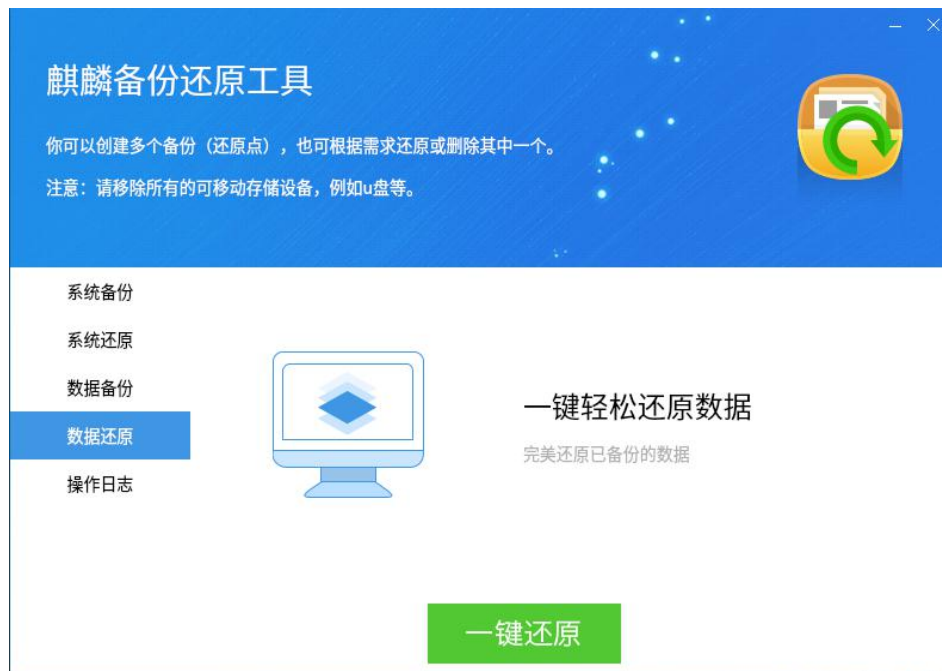 麒麟备份还原工具
你可以创建多个备份（还原点），也可根据需求还原或删除其中一个。
注意：请移除所有的可移动存储设备，例如u盘等。
系统备份
系统还原
数据备份
数据还原
操作日志
一键轻松还原数据
完美还原已备份的数据
一键还原